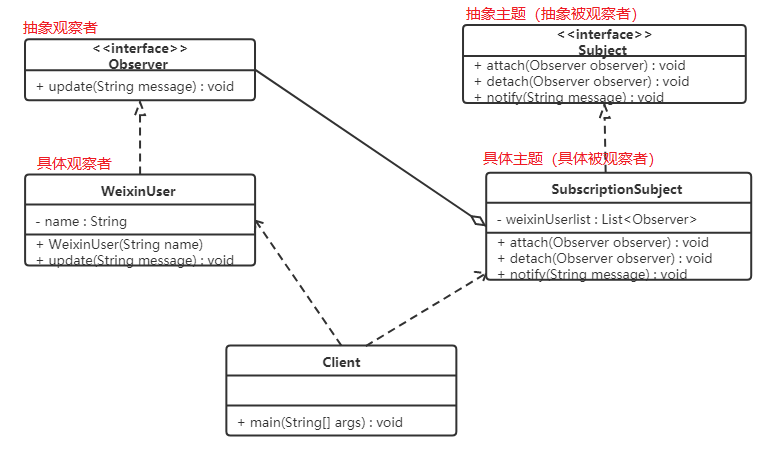 抽象观察者
<<interface>>
Observer
+ update(String message) : void
抽象主题（抽象被观察者）
<<interface>>
Subject
+ attach(Observer observer) : void
+ detach(Observer observer) : void
+ notify(String message) : void
具体观察者
WeixinUser
- name : String
+ WeixinUser(String name)
+ update(String message) : void
具体主题（具体被观察者）
SubscriptionSubject
- weixinUserlist : List<Observer>
+ attach(Observer observer) : void
+ detach(Observer observer) : void
+ notify(String message) : void
Client
+ main(String[] args) : void